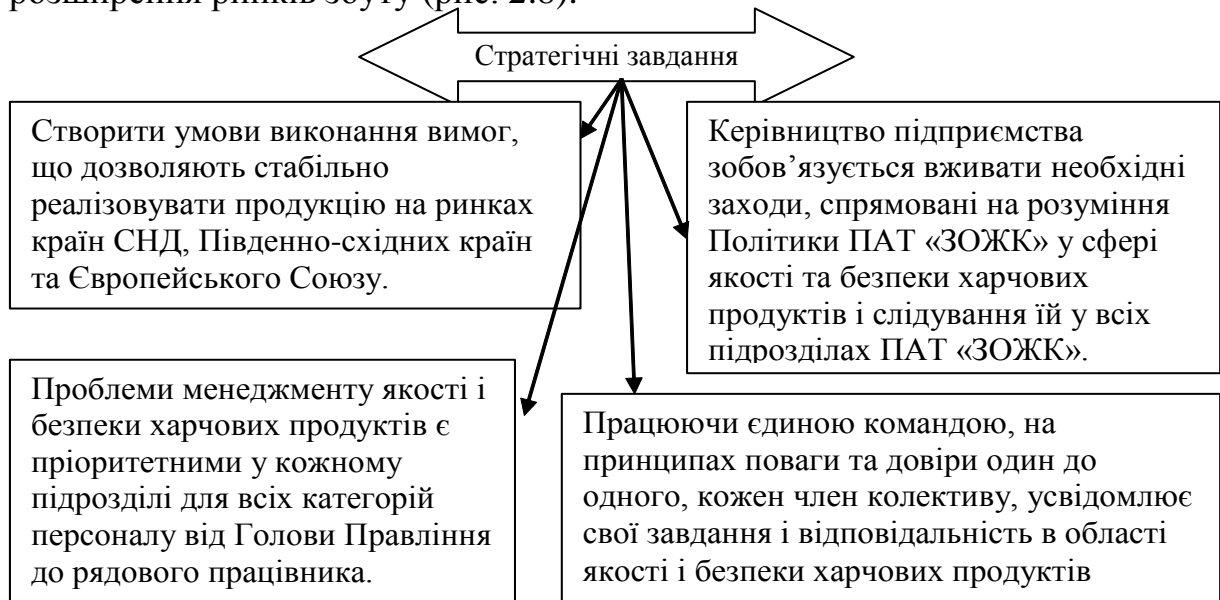 розширення ринків збуту (рис. 2.8).
Стратегічні завдання
Створити умови виконання вимог,
що дозволяють стабільно
реалізовувати продукцію на ринках
країн СНД, Південно-східних країн
та Європейського Союзу.
Керівництво підприємства
зобов’язується вживати необхідні
заходи, спрямовані на розуміння
Політики ПАТ «ЗОЖК» у сфері
якості та безпеки харчових
продуктів і слідування їй у всіх
підрозділах ПАТ «ЗОЖК».
Проблеми менеджменту якості і
безпеки харчових продуктів є
пріоритетними у кожному
підрозділі для всіх категорій
персоналу від Голови Правління
до рядового працівника.
Працюючи єдиною командою, на
принципах поваги та довіри один до
одного, кожен член колективу, усвідомлює
свої завдання і відповідальність в області
якості і безпеки харчових продуктів